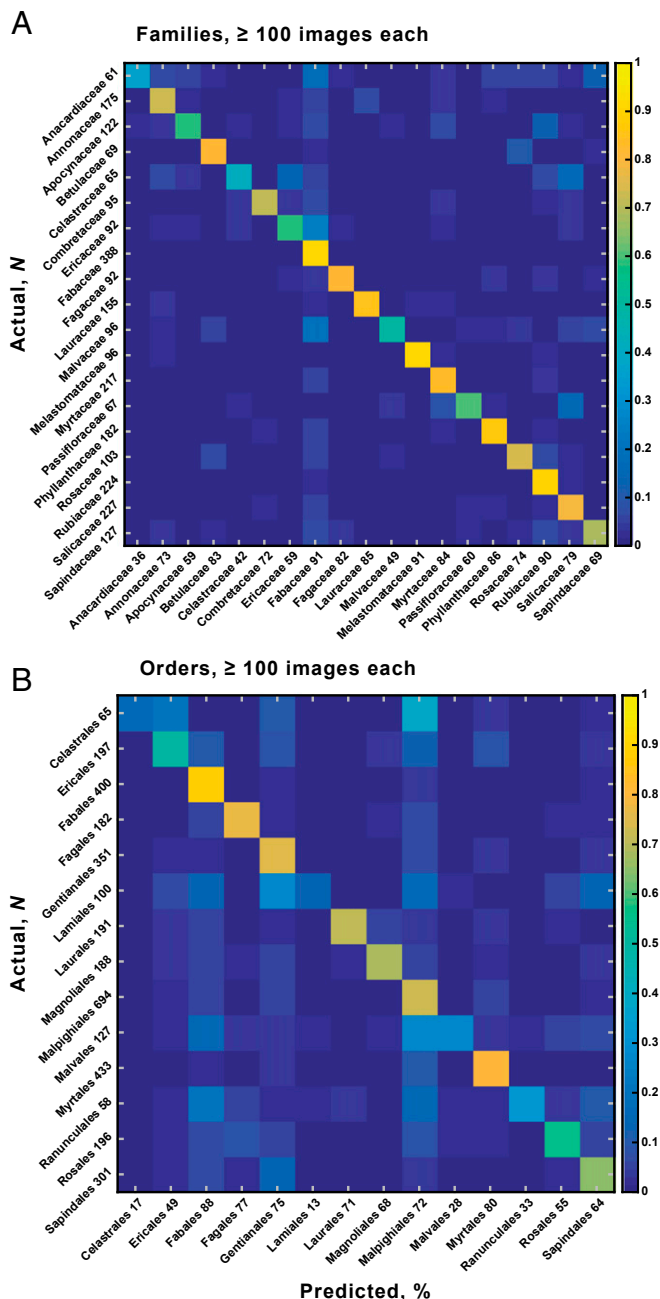 A
Families, ≥ 100 images each
Actual, N
Anacardiaceae 61
Annonaceae 175
Apocynaceae 122
Betulaceae 69
Celastraceae 65
Combretaceae 95
Ericaceae 92
Fabaceae 388
Fagaceae 92
Lauraceae 155
Malvaceae 96
Melastomataceae 96
Myrtaceae 217
Passifloraceae 67
Phyllanthaceae 182
Rosaceae 103
Rubiaceae 224
Salicaceae 227
Sapindaceae 127
Anacardiaceae 36
Annonaceae 73
Apocynaceae 59
Betulaceae 83
Celastraceae 42
Combretaceae 72
Ericaceae 59
Fabaceae 91
Fagaceae 82
Lauraceae 85
Malvaceae 49
Melastomataceae 91
Myrtaceae 84
Passifloraceae 60
Phyllanthaceae 86
Rosaceae 74
Rubiaceae 90
Salicaceae 79
Sapindaceae 69
1
0.9
0.8
0.7
0.6
0.5
0.4
0.3
0.2
0.1
0
B
Orders, ≥ 100 images each
Actual, N
Celastrales 65
Ericales 197
Fabales 400
Fagales 182
Gentianales 351
Lamiales 100
Laurales 191
Magnoliales 188
Malpighiales 694
Malvales 127
Myrtales 433
Ranunculales 58
Rosales 196
Sapindales 301
Celastrales 17
Ericales 49
Fabales 88
Fagales 77
Gentianales 75
Lamiales 13
Laurales 71
Magnoliales 68
Malpighiales 72
Malvales 28
Myrtales 80
Ranunculales 33
Rosales 55
Sapindales 64
1
0.9
0.8
0.7
0.6
0.5
0.4
0.3
0.2
0.1
0
Predicted, %